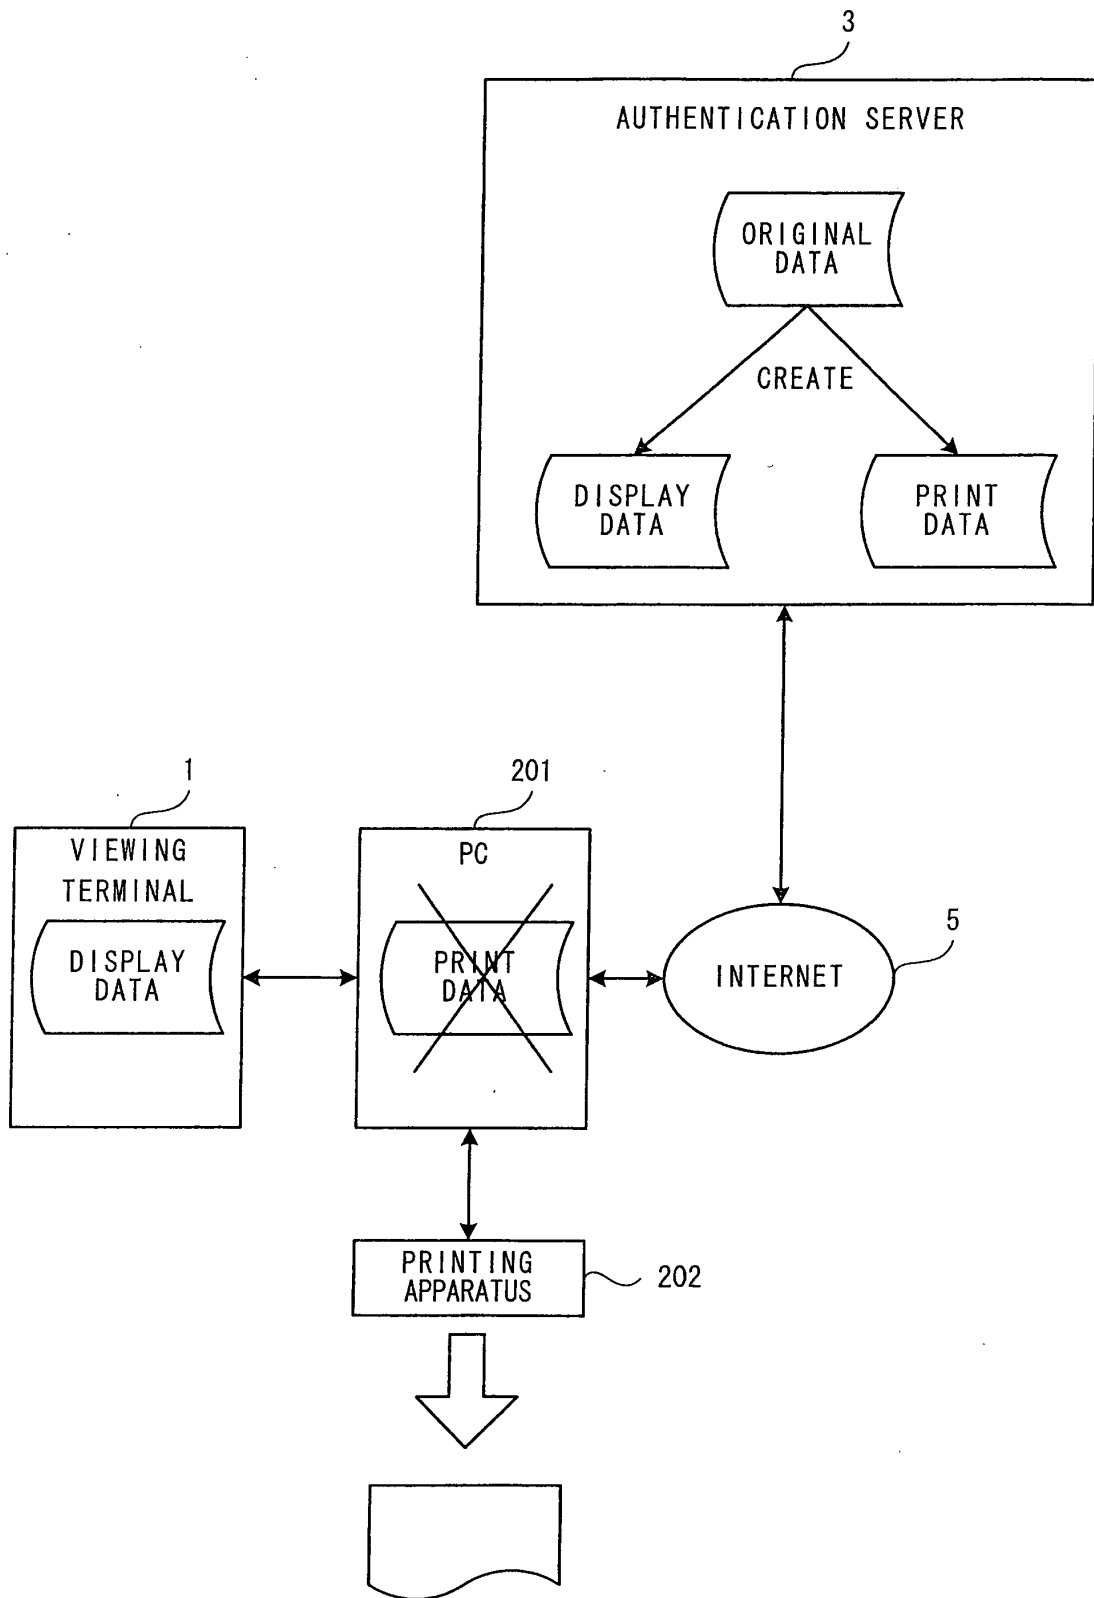 3
AUTHENTICATION SERVER
ORIGINAL
DATA
CREATE
DISPLAY
DATA
PRINT
DATA
1
201
VIEWING
TERMINAL
DISPLAY
DATA
PC
PRINT
DATA
5
INTERNET
PRINTING
APPARATUS
202